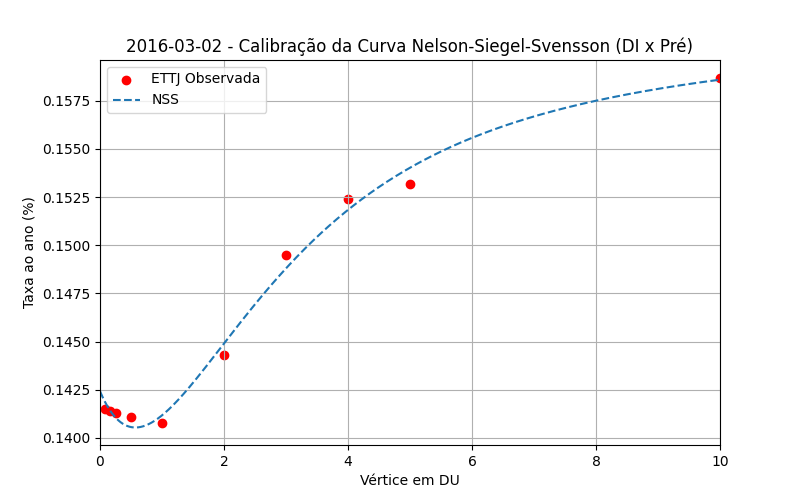 2016-03-02 - Calibração da Curva Nelson-Siegel-Svensson (DI x Pré)
ETTJ Observada
NSS
Taxa ao ano (%)
0.1575
0.1550
0.1525
0.1500
0.1475
0.1450
0.1425
0.1400
0 2 4 6 8 10
Vértice em DU